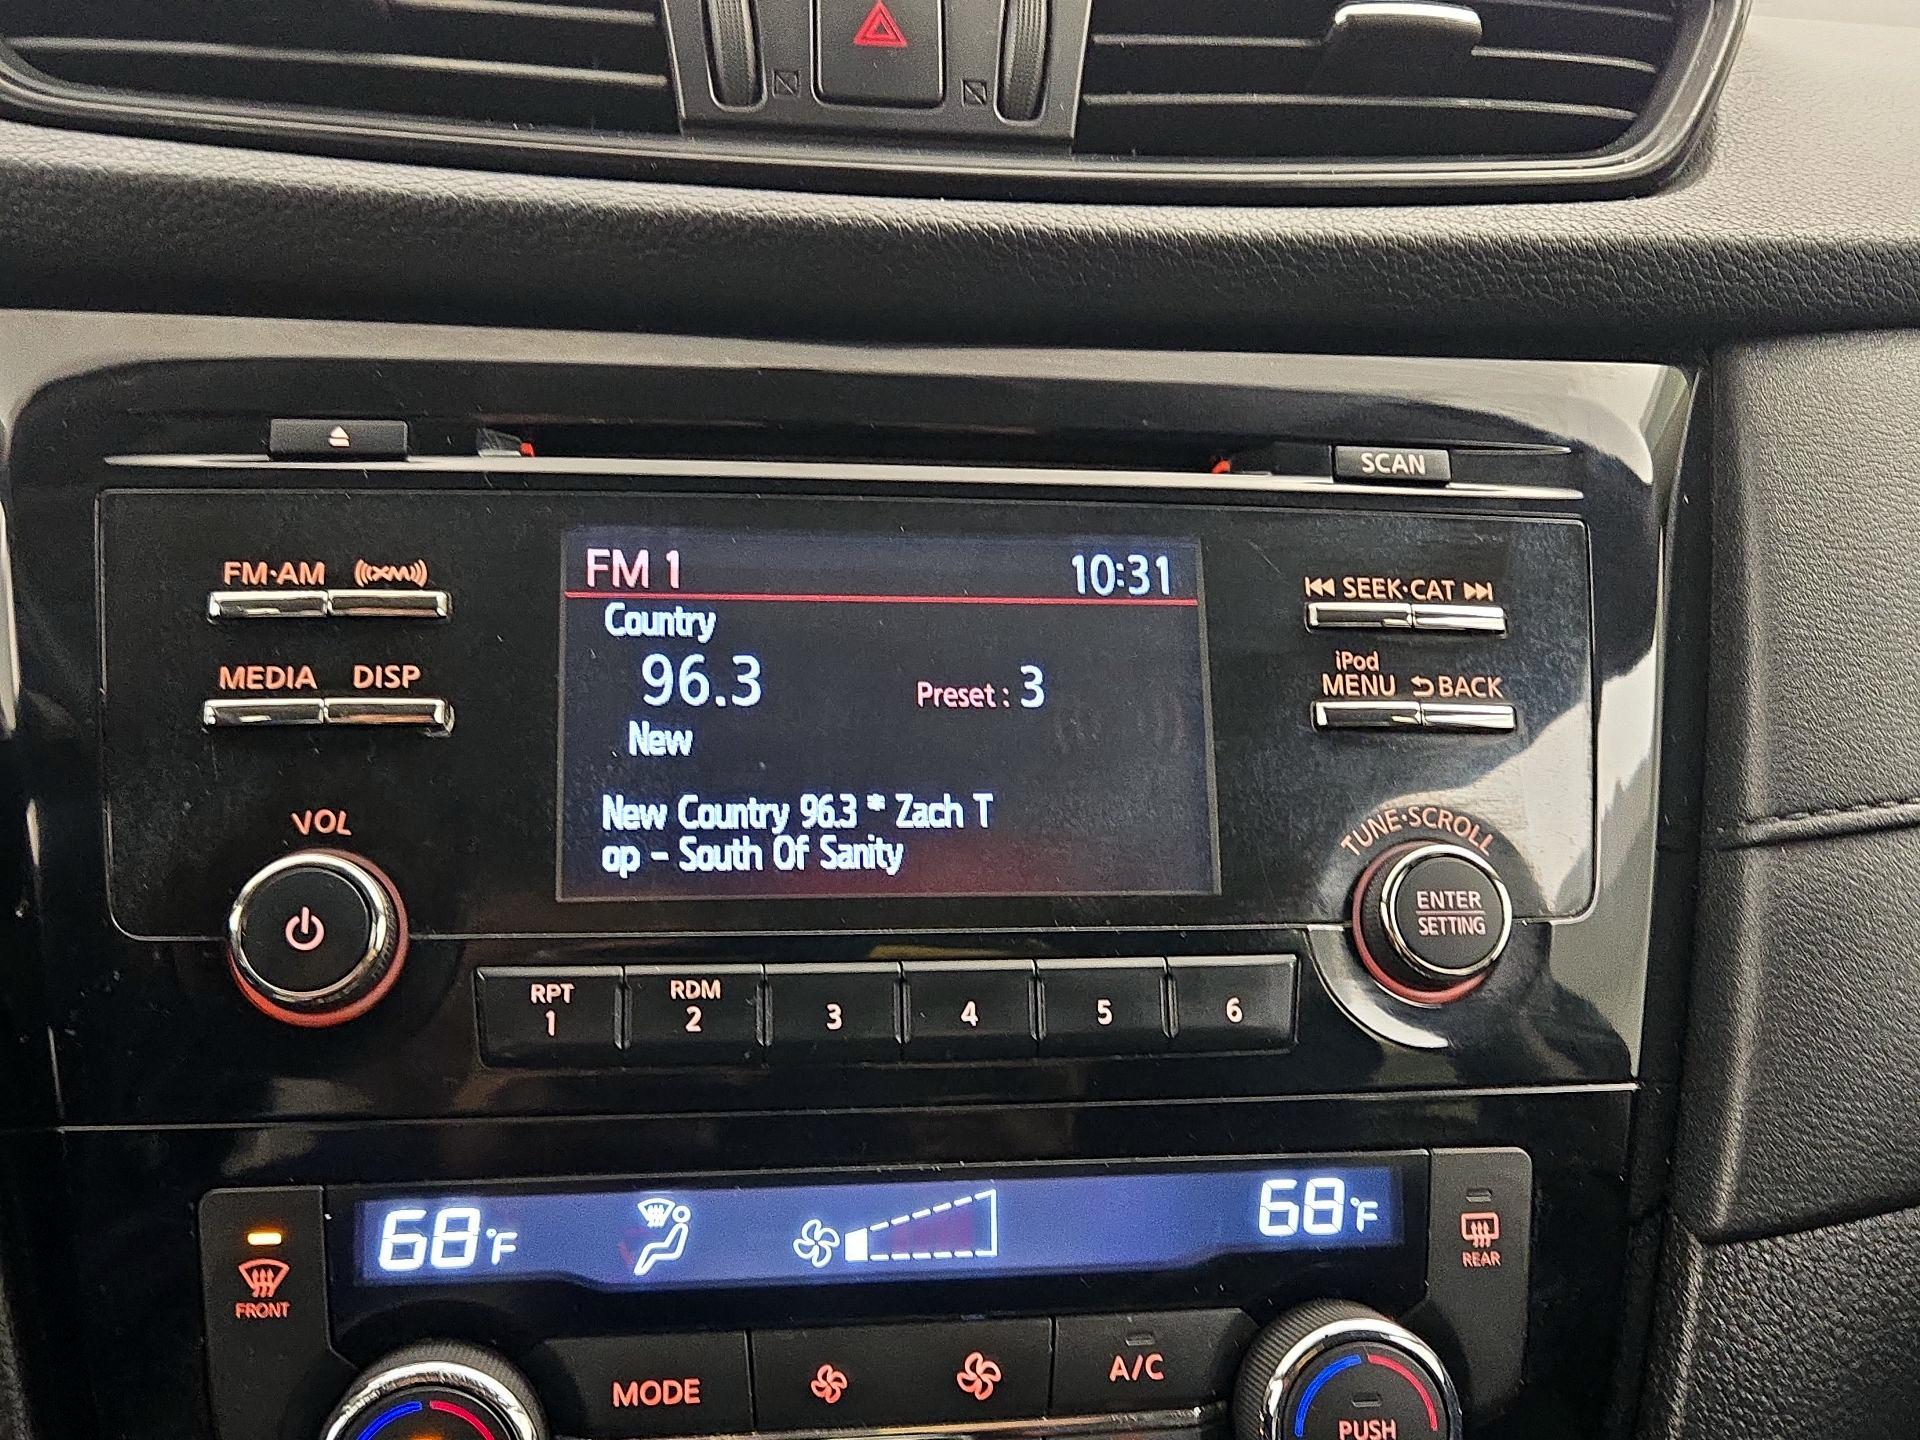 SCAN
FM·AM ((XM))
MEDIA DISP
VOL
FM 1 10:31
Country
96.3 Preset : 3
New
New Country 96.3 * Zach T
op - South Of Sanity
SEEK·CAT
iPod
MENU BACK
TUNE·SCROLL
ENTER
SETTING
RPT
1
RDM
2
3
4
5
6
68°F 68°F
FRONT
REAR
MODE
A/C
PUSH